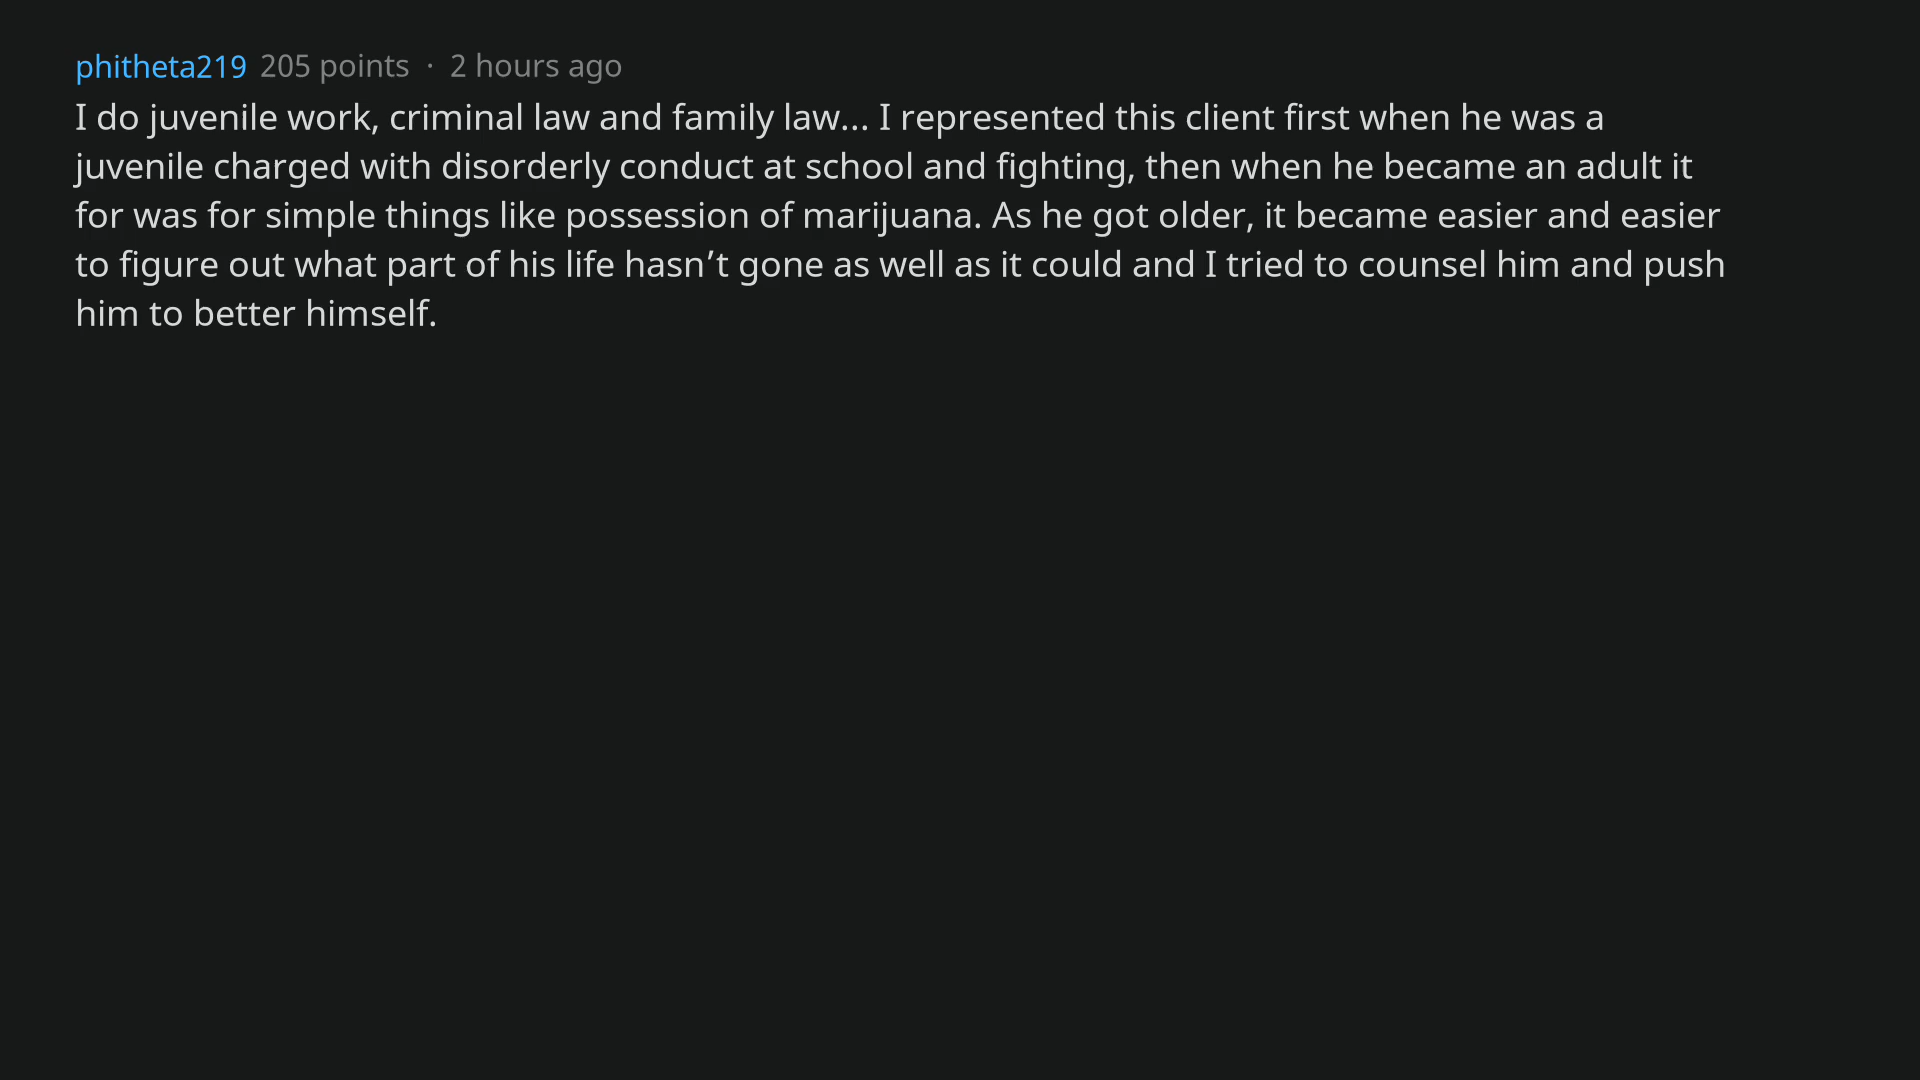 phitheta219 205 points · 2 hours ago
I do juvenile work, criminal law and family law... I represented this client first when he was a
juvenile charged with disorderly conduct at school and fighting, then when he became an adult it
for was for simple things like possession of marijuana. As he got older, it became easier and easier
to figure out what part of his life hasn’t gone as well as it could and I tried to counsel him and push
him to better himself.